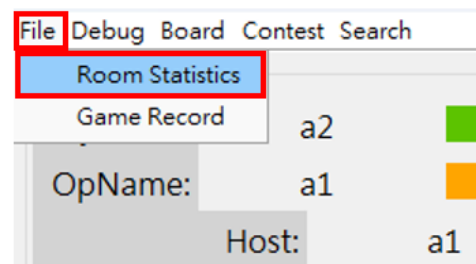 File Debug Board Contest Search
Room Statistics
Game Record
a2
OpName: a1
Host: a1